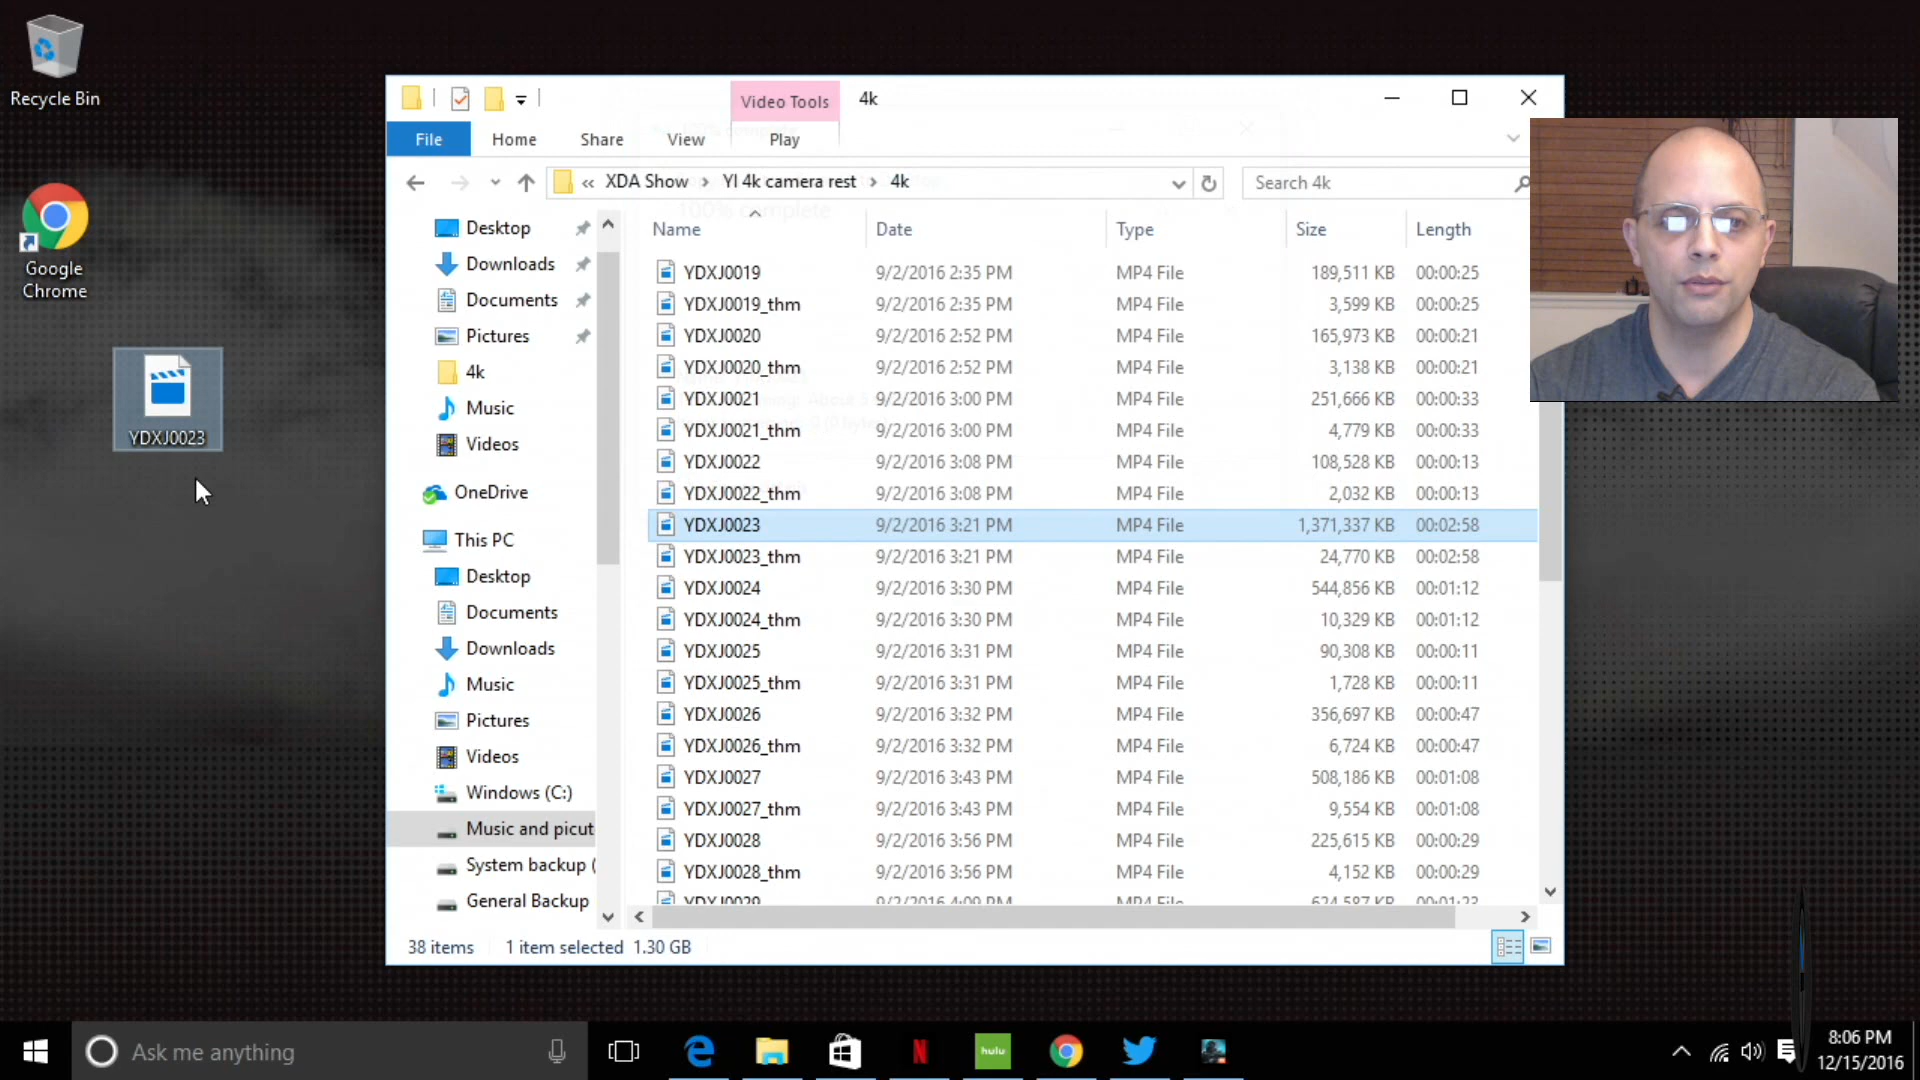 Recycle Bin
Google
Chrome
YDXJ0023
Video Tools
4k
File
Home
Share
View
Play
« XDA Show › YI 4k camera rest › 4k
Search 4k
100% complete
Desktop
Downloads
Documents
Pictures
4k
Music
Videos
OneDrive
This PC
Desktop
Documents
Downloads
Music
Pictures
Videos
Windows (C:)
Music and picut
System backup (
General Backup
Name Date Type Size Length
YDXJ0019 9/2/2016 2:35 PM MP4 File 189,511 KB 00:00:25
YDXJ0019_thm 9/2/2016 2:35 PM MP4 File 3,599 KB 00:00:25
YDXJ0020 9/2/2016 2:52 PM MP4 File 165,973 KB 00:00:21
YDXJ0020_thm 9/2/2016 2:52 PM MP4 File 3,138 KB 00:00:21
YDXJ0021 9/2/2016 3:00 PM MP4 File 251,666 KB 00:00:33
YDXJ0021_thm 9/2/2016 3:00 PM MP4 File 4,779 KB 00:00:33
YDXJ0022 9/2/2016 3:08 PM MP4 File 108,528 KB 00:00:13
YDXJ0022_thm 9/2/2016 3:08 PM MP4 File 2,032 KB 00:00:13
YDXJ0023 9/2/2016 3:21 PM MP4 File 1,371,337 KB 00:02:58
YDXJ0023_thm 9/2/2016 3:21 PM MP4 File 24,770 KB 00:02:58
YDXJ0024 9/2/2016 3:30 PM MP4 File 544,856 KB 00:01:12
YDXJ0024_thm 9/2/2016 3:30 PM MP4 File 10,329 KB 00:01:12
YDXJ0025 9/2/2016 3:31 PM MP4 File 90,308 KB 00:00:11
YDXJ0025_thm 9/2/2016 3:31 PM MP4 File 1,728 KB 00:00:11
YDXJ0026 9/2/2016 3:32 PM MP4 File 356,697 KB 00:00:47
YDXJ0026_thm 9/2/2016 3:32 PM MP4 File 6,724 KB 00:00:47
YDXJ0027 9/2/2016 3:43 PM MP4 File 508,186 KB 00:01:08
YDXJ0027_thm 9/2/2016 3:43 PM MP4 File 9,554 KB 00:01:08
YDXJ0028 9/2/2016 3:56 PM MP4 File 225,615 KB 00:00:29
YDXJ0028_thm 9/2/2016 3:56 PM MP4 File 4,152 KB 00:00:29
YDXJ0029 9/2/2016 4:09 PM MP4 File 624,587 KB 00:01:23
38 items 1 item selected 1.30 GB
Ask me anything
hulu
8:06 PM
12/15/2016